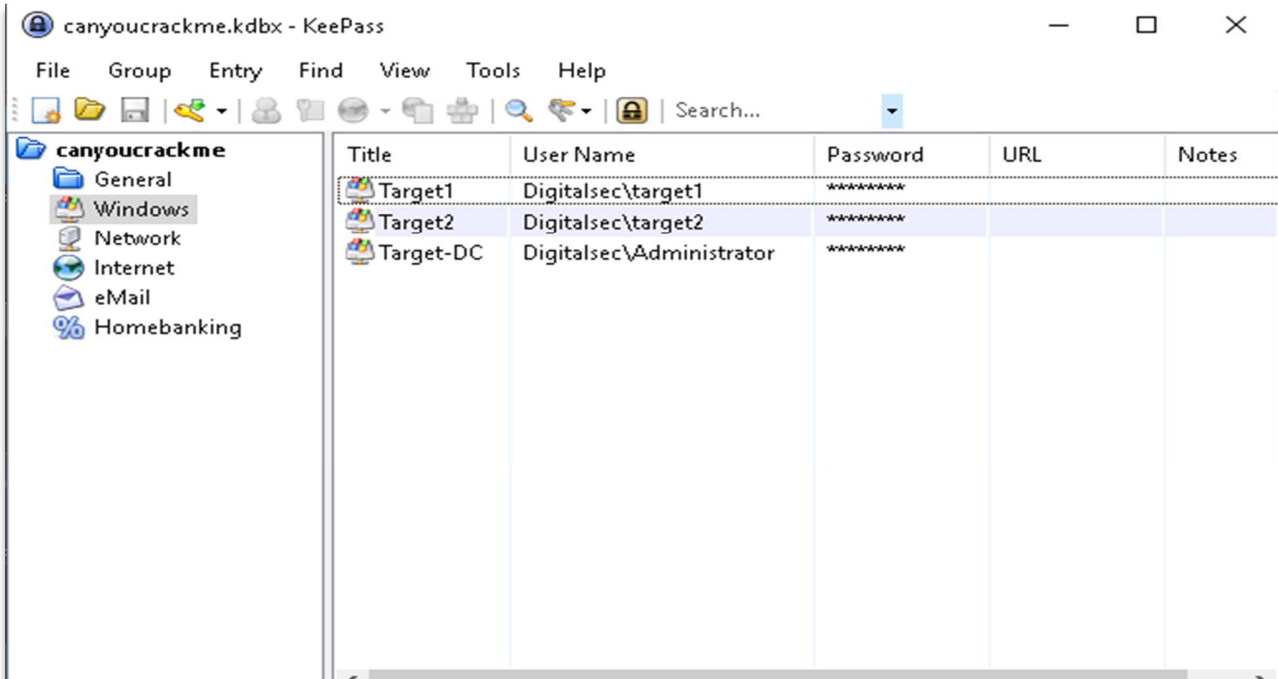 canyoucrackme.kdbx - KeePass
File Group Entry Find View Tools Help
Search...
canyoucrackme
General
Windows
Network
Internet
eMail
Homebanking
Title User Name Password URL Notes
Target1 Digitalsec\target1 ********
Target2 Digitalsec\target2 ********
Target-DC Digitalsec\Administrator ********